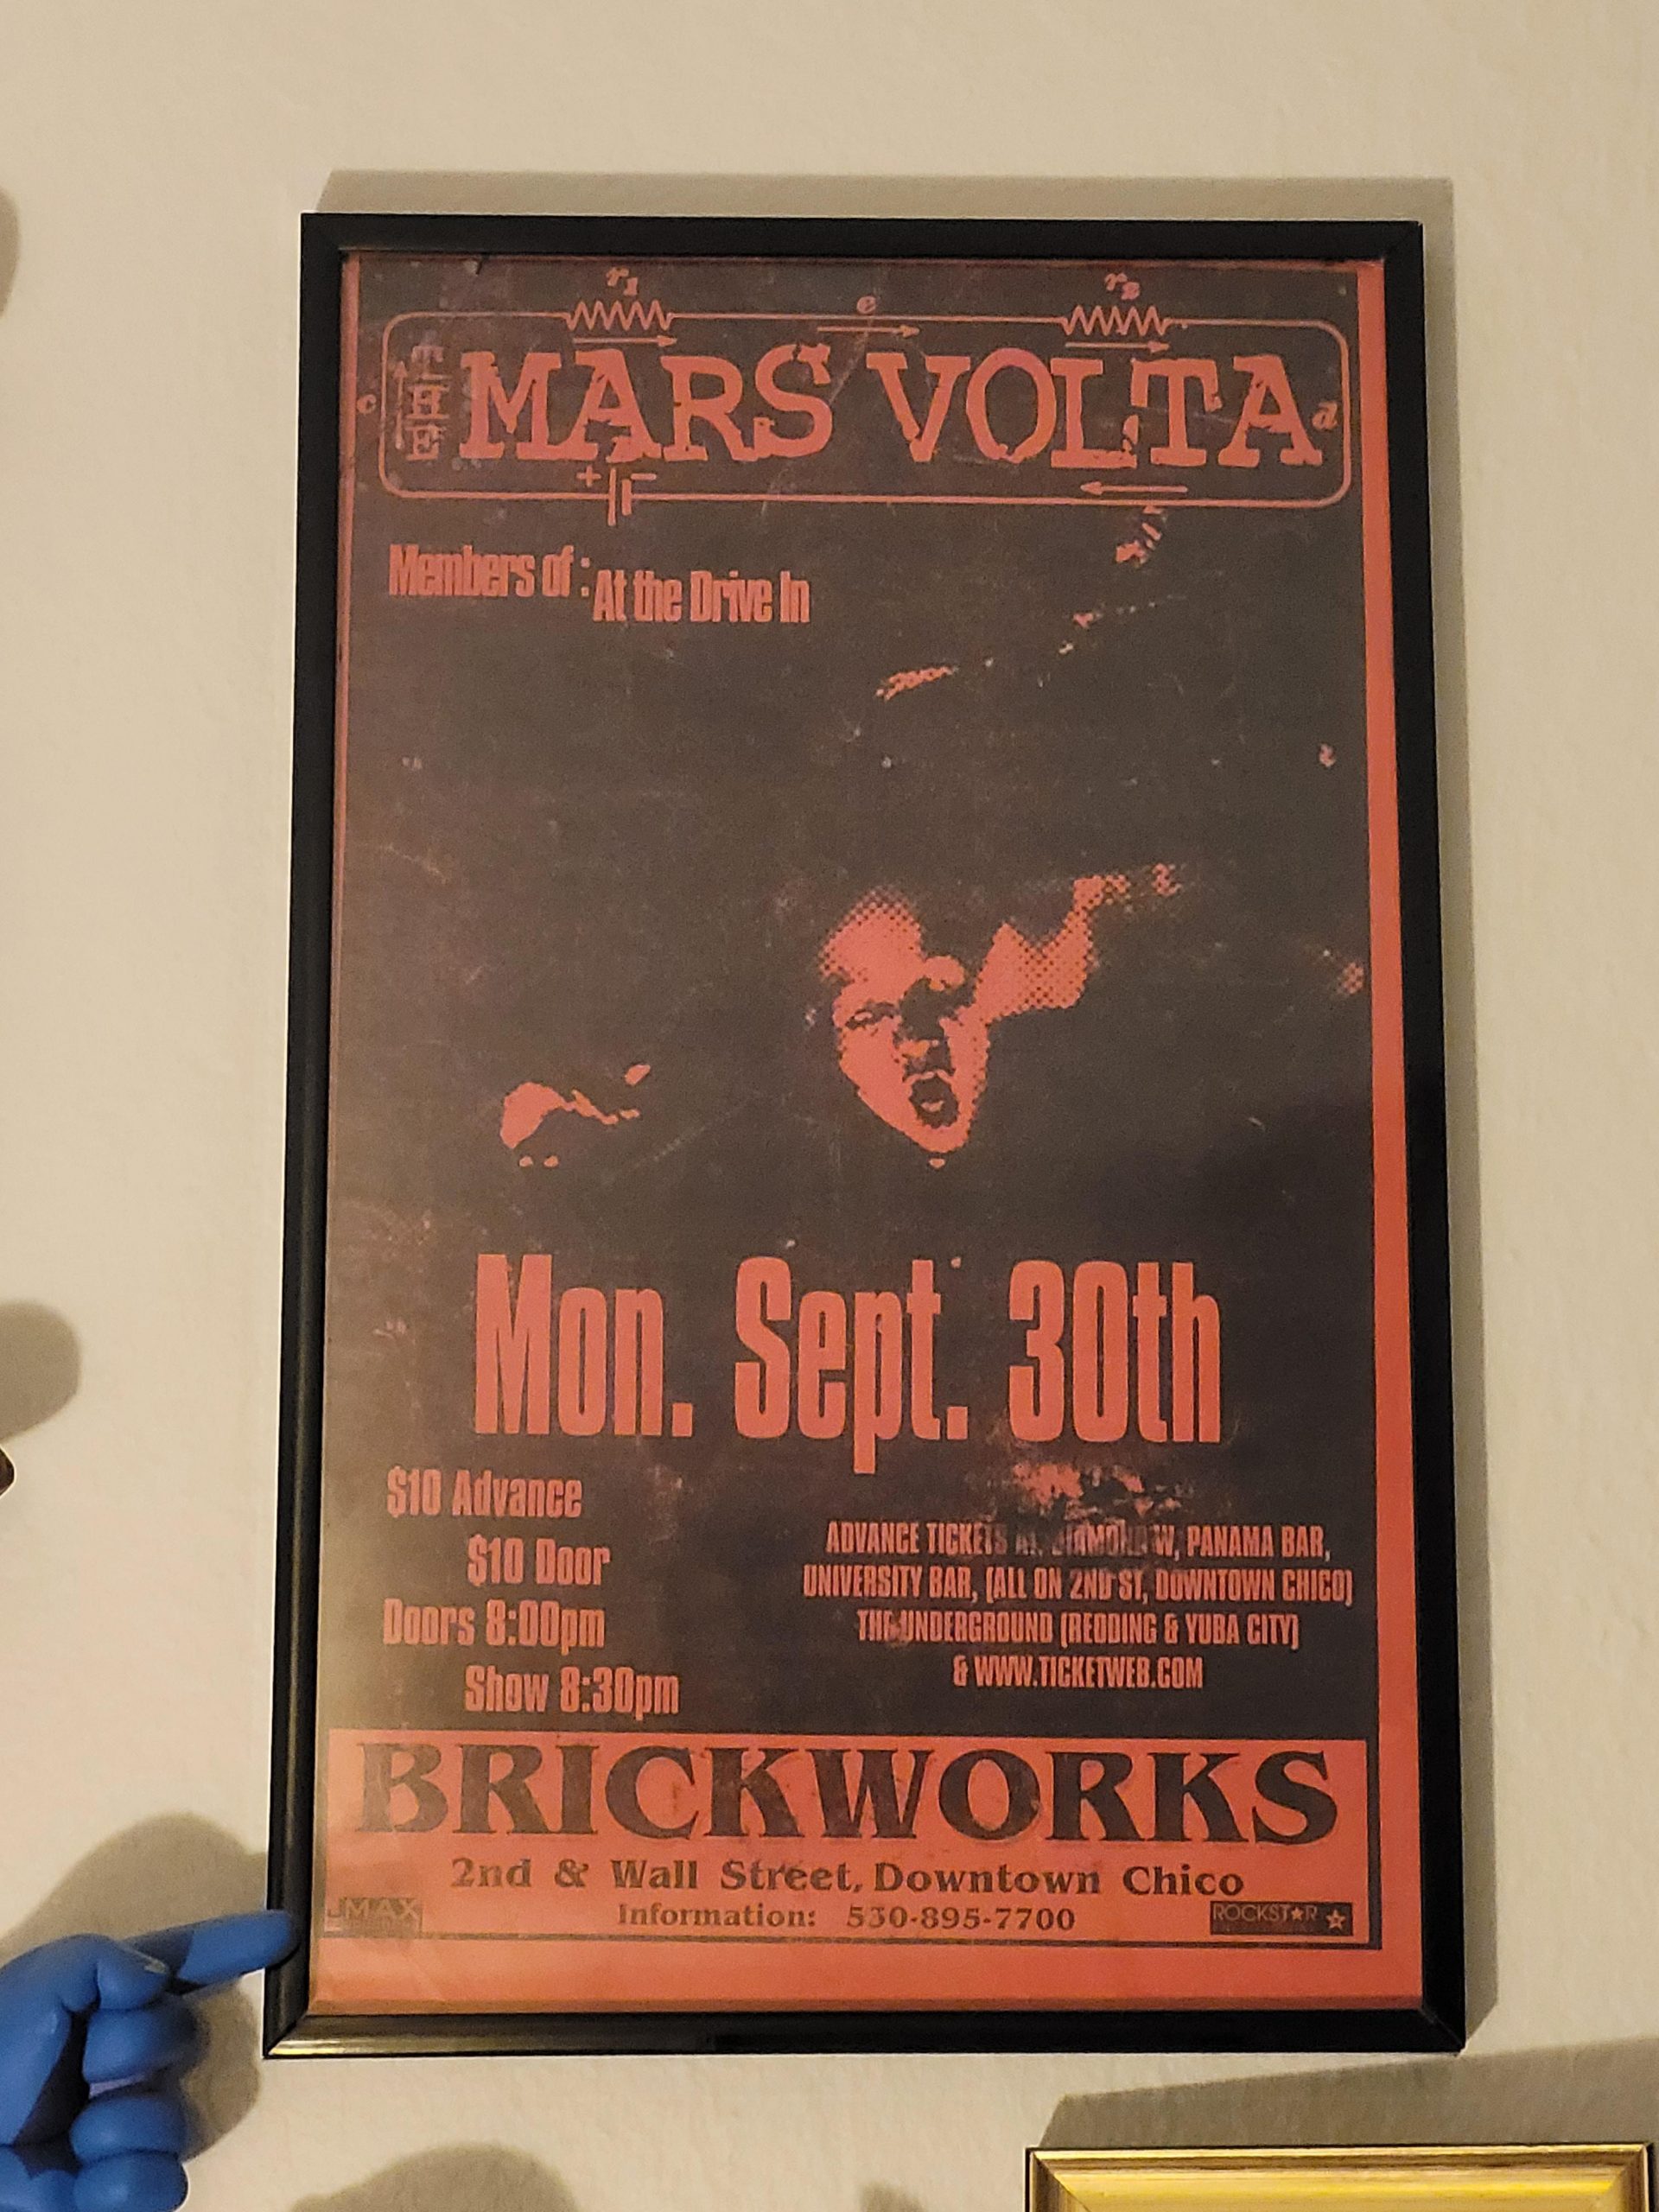 r1
e
r2
THE MARS VOLTA
c
d
+ −
Members of : At the Drive In
Mon. Sept. 30th
$10 Advance
$10 Door
Doors 8:00pm
Show 8:30pm
ADVANCE TICKETS W, PANAMA BAR,
UNIVERSITY BAR, (ALL ON 2ND ST, DOWNTOWN CHICO)
THE UNDERGROUND (REDDING & YUBA CITY)
& WWW.TICKETWEB.COM
BRICKWORKS
2nd & Wall Street, Downtown Chico
Information: 530-895-7700
JMAX
ROCKSTAR